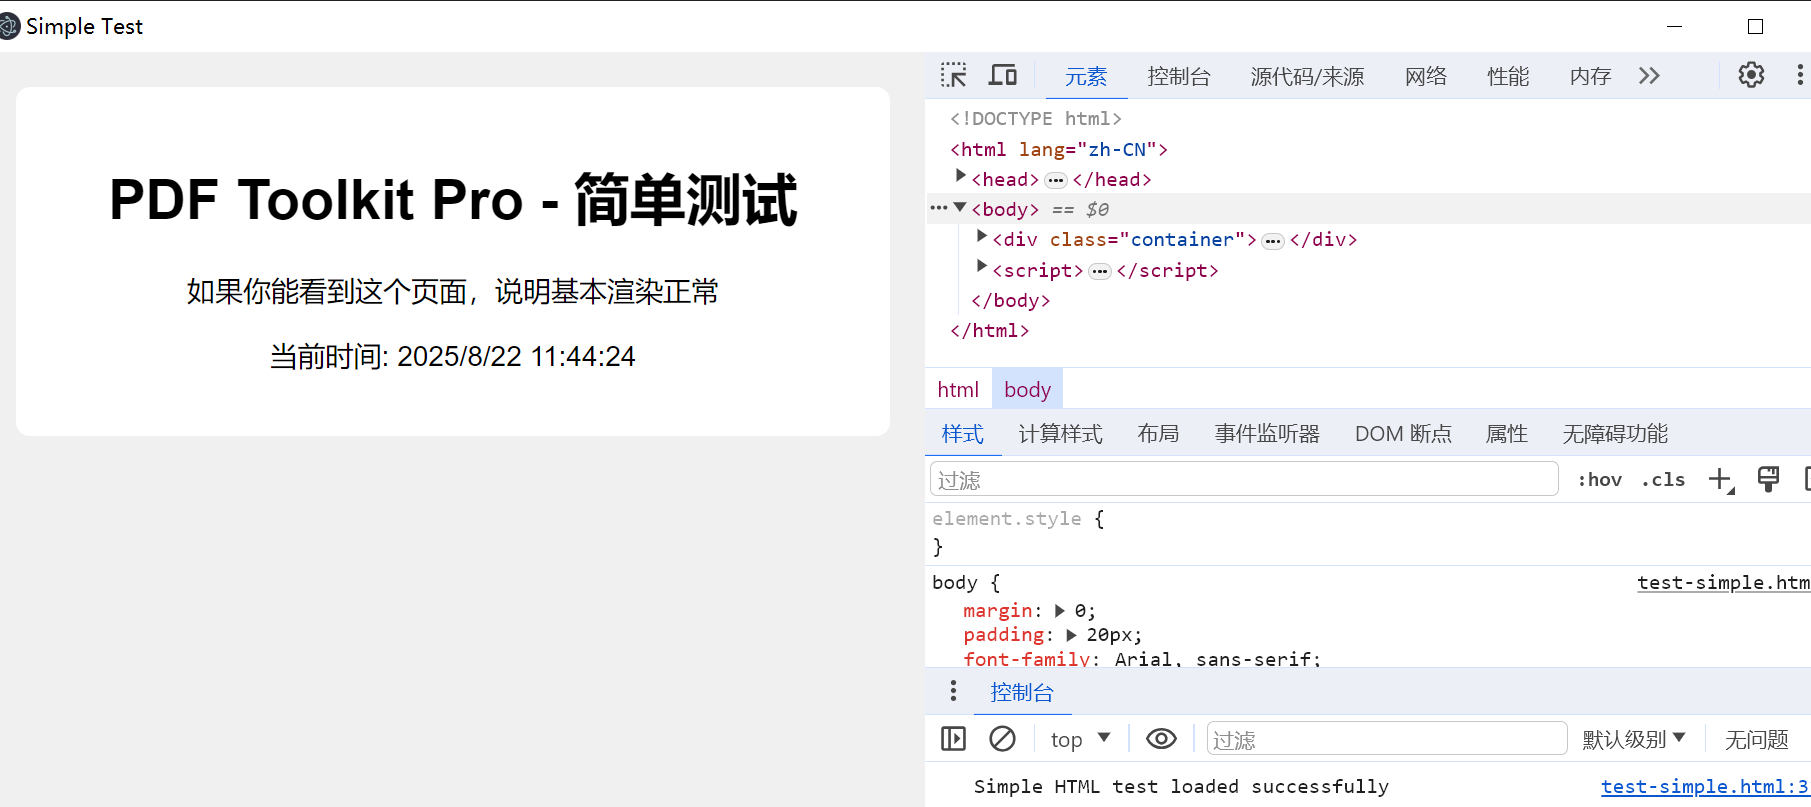 Simple Test
PDF Toolkit Pro - 简单测试
如果你能看到这个页面，说明基本渲染正常
当前时间: 2025/8/22 11:44:24
元素 控制台 源代码/来源 网络 性能 内存
<!DOCTYPE html>
<html lang="zh-CN">
<head> ••• </head>
••• <body> == $0
<div class="container"> ••• </div>
<script> ••• </script>
</body>
</html>
html body
样式 计算样式 布局 事件监听器 DOM 断点 属性 无障碍功能
过滤 :hov .cls
element.style {
}
body { test-simple.htm
margin: 0;
padding: 20px;
font-family: Arial, sans-serif;
控制台
top 过滤 默认级别 无问题
Simple HTML test loaded successfully test-simple.html:3